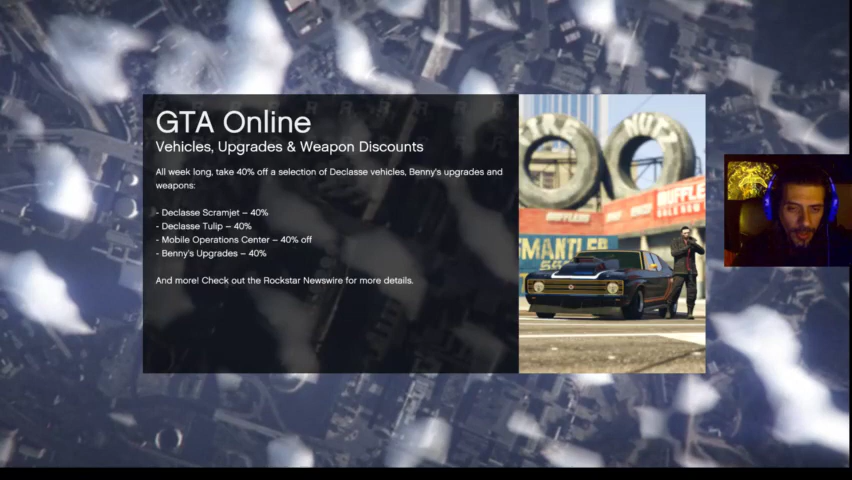 GTA Online
Vehicles, Upgrades & Weapon Discounts
All week long, take 40% off a selection of Declasse vehicles, Benny's upgrades and
weapons:
- Declasse Scramjet – 40%
- Declasse Tulip – 40%
- Mobile Operations Center – 40% off
- Benny's Upgrades – 40%
And more! Check out the Rockstar Newswire for more details.
NUTZ
MUFFLER